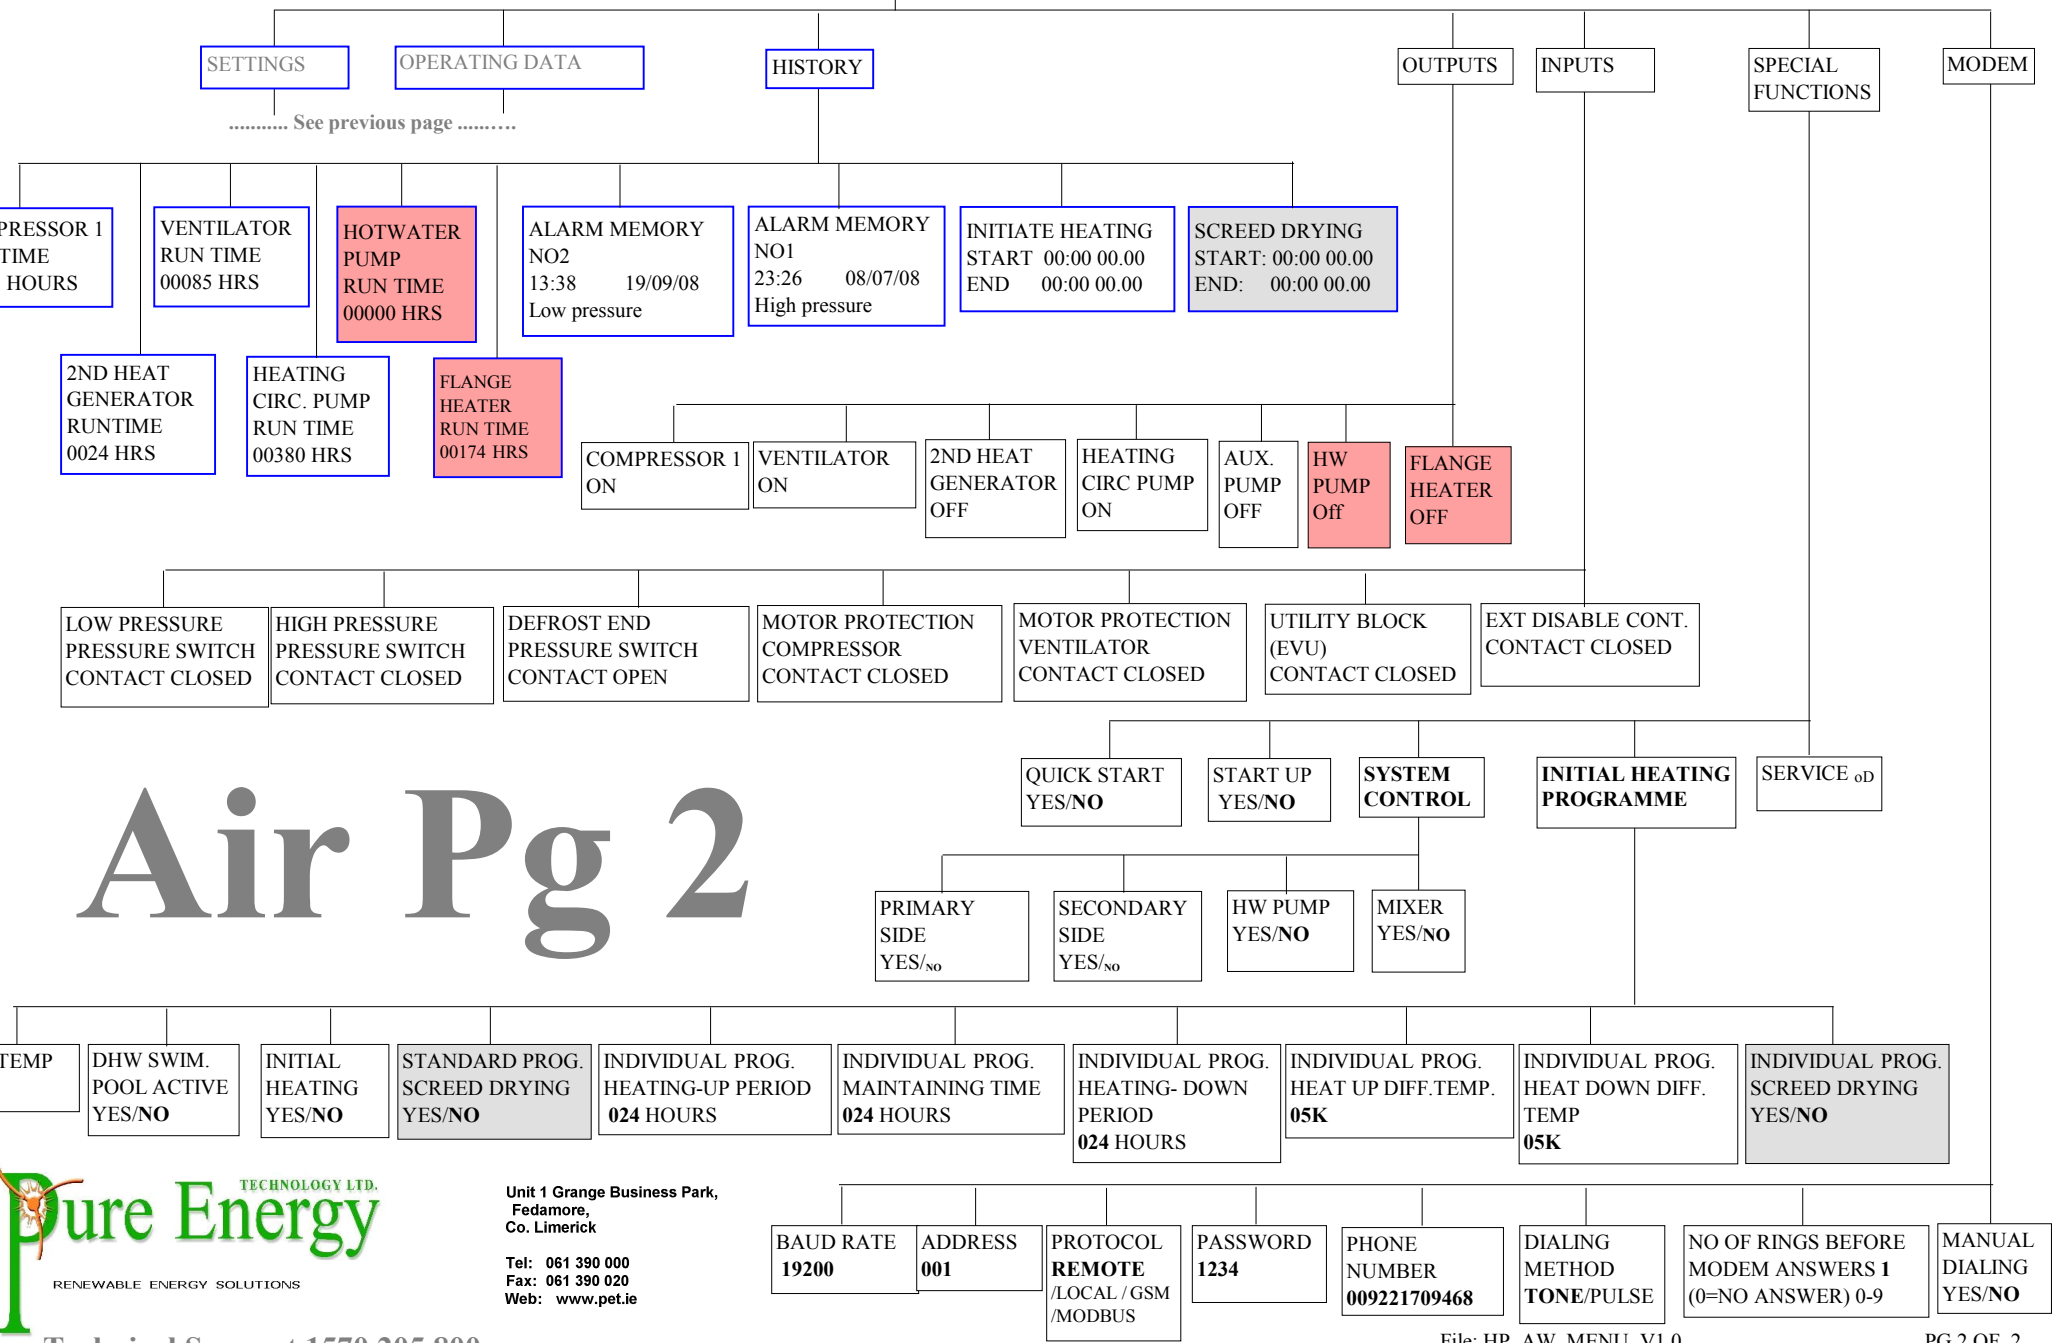 SETTINGS
OPERATING DATA
HISTORY
OUTPUTS
INPUTS
SPECIAL
FUNCTIONS
MODEM
........... See previous page ..........
PRESSOR 1
TIME
HOURS
VENTILATOR
RUN TIME
00085 HRS
HOTWATER
PUMP
RUN TIME
00000 HRS
ALARM MEMORY
NO2
13:38 19/09/08
Low pressure
ALARM MEMORY
NO1
23:26 08/07/08
High pressure
INITIATE HEATING
START 00:00 00.00
END 00:00 00.00
SCREED DRYING
START: 00:00 00.00
END: 00:00 00.00
2ND HEAT
GENERATOR
RUNTIME
0024 HRS
HEATING
CIRC. PUMP
RUN TIME
00380 HRS
FLANGE
HEATER
RUN TIME
00174 HRS
COMPRESSOR 1
ON
VENTILATOR
ON
2ND HEAT
GENERATOR
OFF
HEATING
CIRC PUMP
ON
AUX.
PUMP
OFF
HW
PUMP
Off
FLANGE
HEATER
OFF
LOW PRESSURE
PRESSURE SWITCH
CONTACT CLOSED
HIGH PRESSURE
PRESSURE SWITCH
CONTACT CLOSED
DEFROST END
PRESSURE SWITCH
CONTACT OPEN
MOTOR PROTECTION
COMPRESSOR
CONTACT CLOSED
MOTOR PROTECTION
VENTILATOR
CONTACT CLOSED
UTILITY BLOCK
(EVU)
CONTACT CLOSED
EXT DISABLE CONT.
CONTACT CLOSED
QUICK START
YES/NO
START UP
YES/NO
SYSTEM
CONTROL
INITIAL HEATING
PROGRAMME
SERVICE oD
Air Pg 2
PRIMARY
SIDE
YES/NO
SECONDARY
SIDE
YES/NO
HW PUMP
YES/NO
MIXER
YES/NO
TEMP
DHW SWIM.
POOL ACTIVE
YES/NO
INITIAL
HEATING
YES/NO
STANDARD PROG.
SCREED DRYING
YES/NO
INDIVIDUAL PROG.
HEATING-UP PERIOD
024 HOURS
INDIVIDUAL PROG.
MAINTAINING TIME
024 HOURS
INDIVIDUAL PROG.
HEATING- DOWN
PERIOD
024 HOURS
INDIVIDUAL PROG.
HEAT UP DIFF.TEMP.
05K
INDIVIDUAL PROG.
HEAT DOWN DIFF.
TEMP
05K
INDIVIDUAL PROG.
SCREED DRYING
YES/NO
Pure Energy
TECHNOLOGY LTD.
RENEWABLE ENERGY SOLUTIONS
Unit 1 Grange Business Park,
Fedamore,
Co. Limerick
Tel: 061 390 000
Fax: 061 390 020
Web: www.pet.ie
BAUD RATE
19200
ADDRESS
001
PROTOCOL
REMOTE
/LOCAL / GSM
/MODBUS
PASSWORD
1234
PHONE
NUMBER
009221709468
DIALING
METHOD
TONE/PULSE
NO OF RINGS BEFORE
MODEM ANSWERS 1
(0=NO ANSWER) 0-9
MANUAL
DIALING
YES/NO
Technical Support 1570 205 800
File: HP_AW_MENU_V1.0
PG 2 OF 2